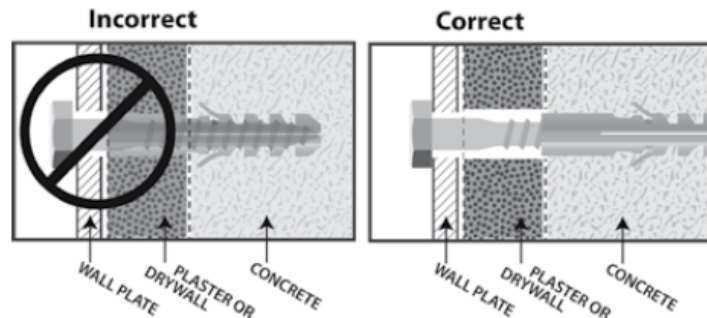 Incorrect
Correct
WALL PLATE
PLASTER OR
DRYWALL
CONCRETE
WALL PLATE
PLASTER OR
DRYWALL
CONCRETE